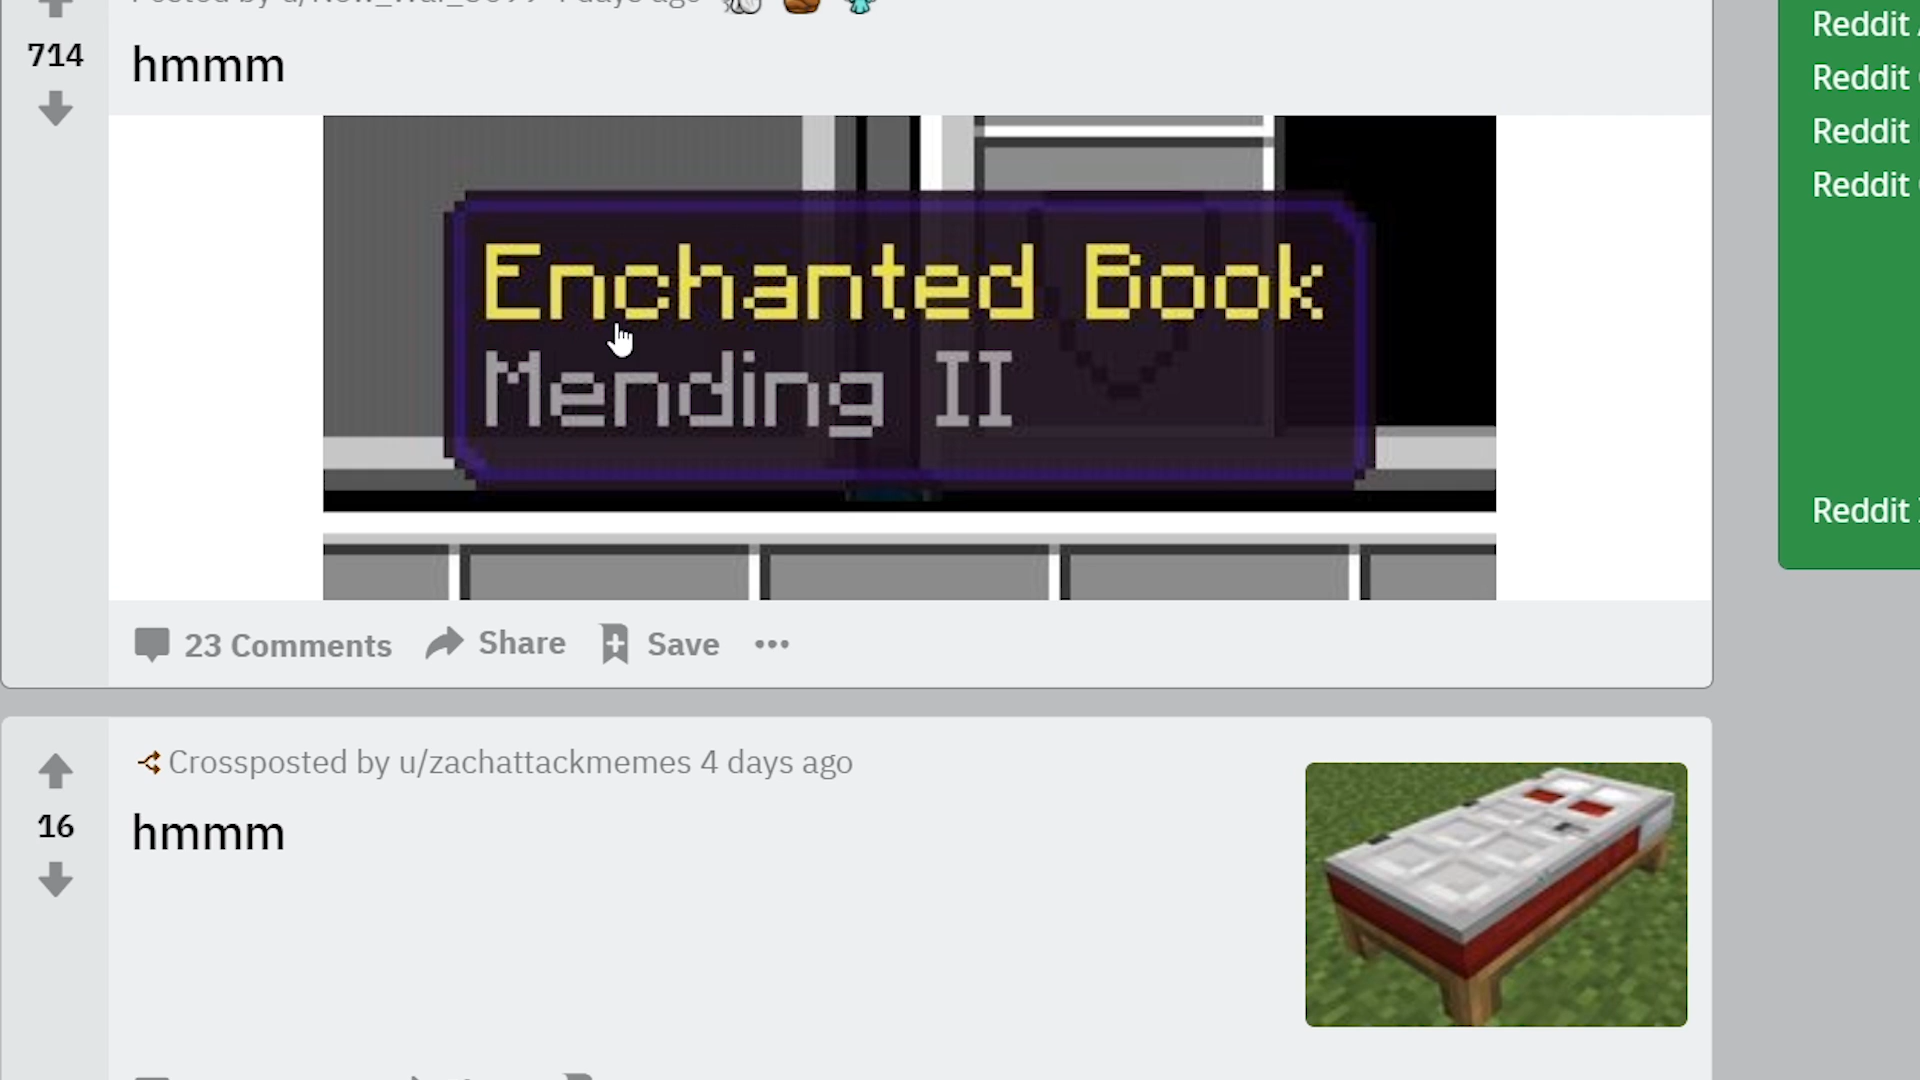 714
hmmm
Enchanted Book
Mending II
23 Comments
Share
Save
Crossposted by u/zachattackmemes 4 days ago
16
hmmm
Reddit
Reddit
Reddit
Reddit
Reddit